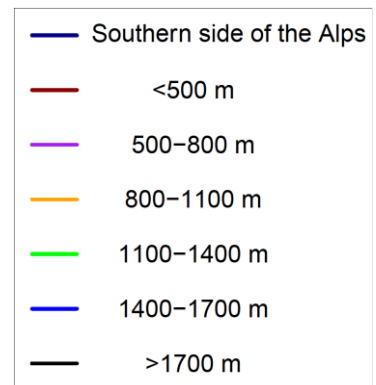 Southern side of the Alps
<500 m
500−800 m
800−1100 m
1100−1400 m
1400−1700 m
>1700 m